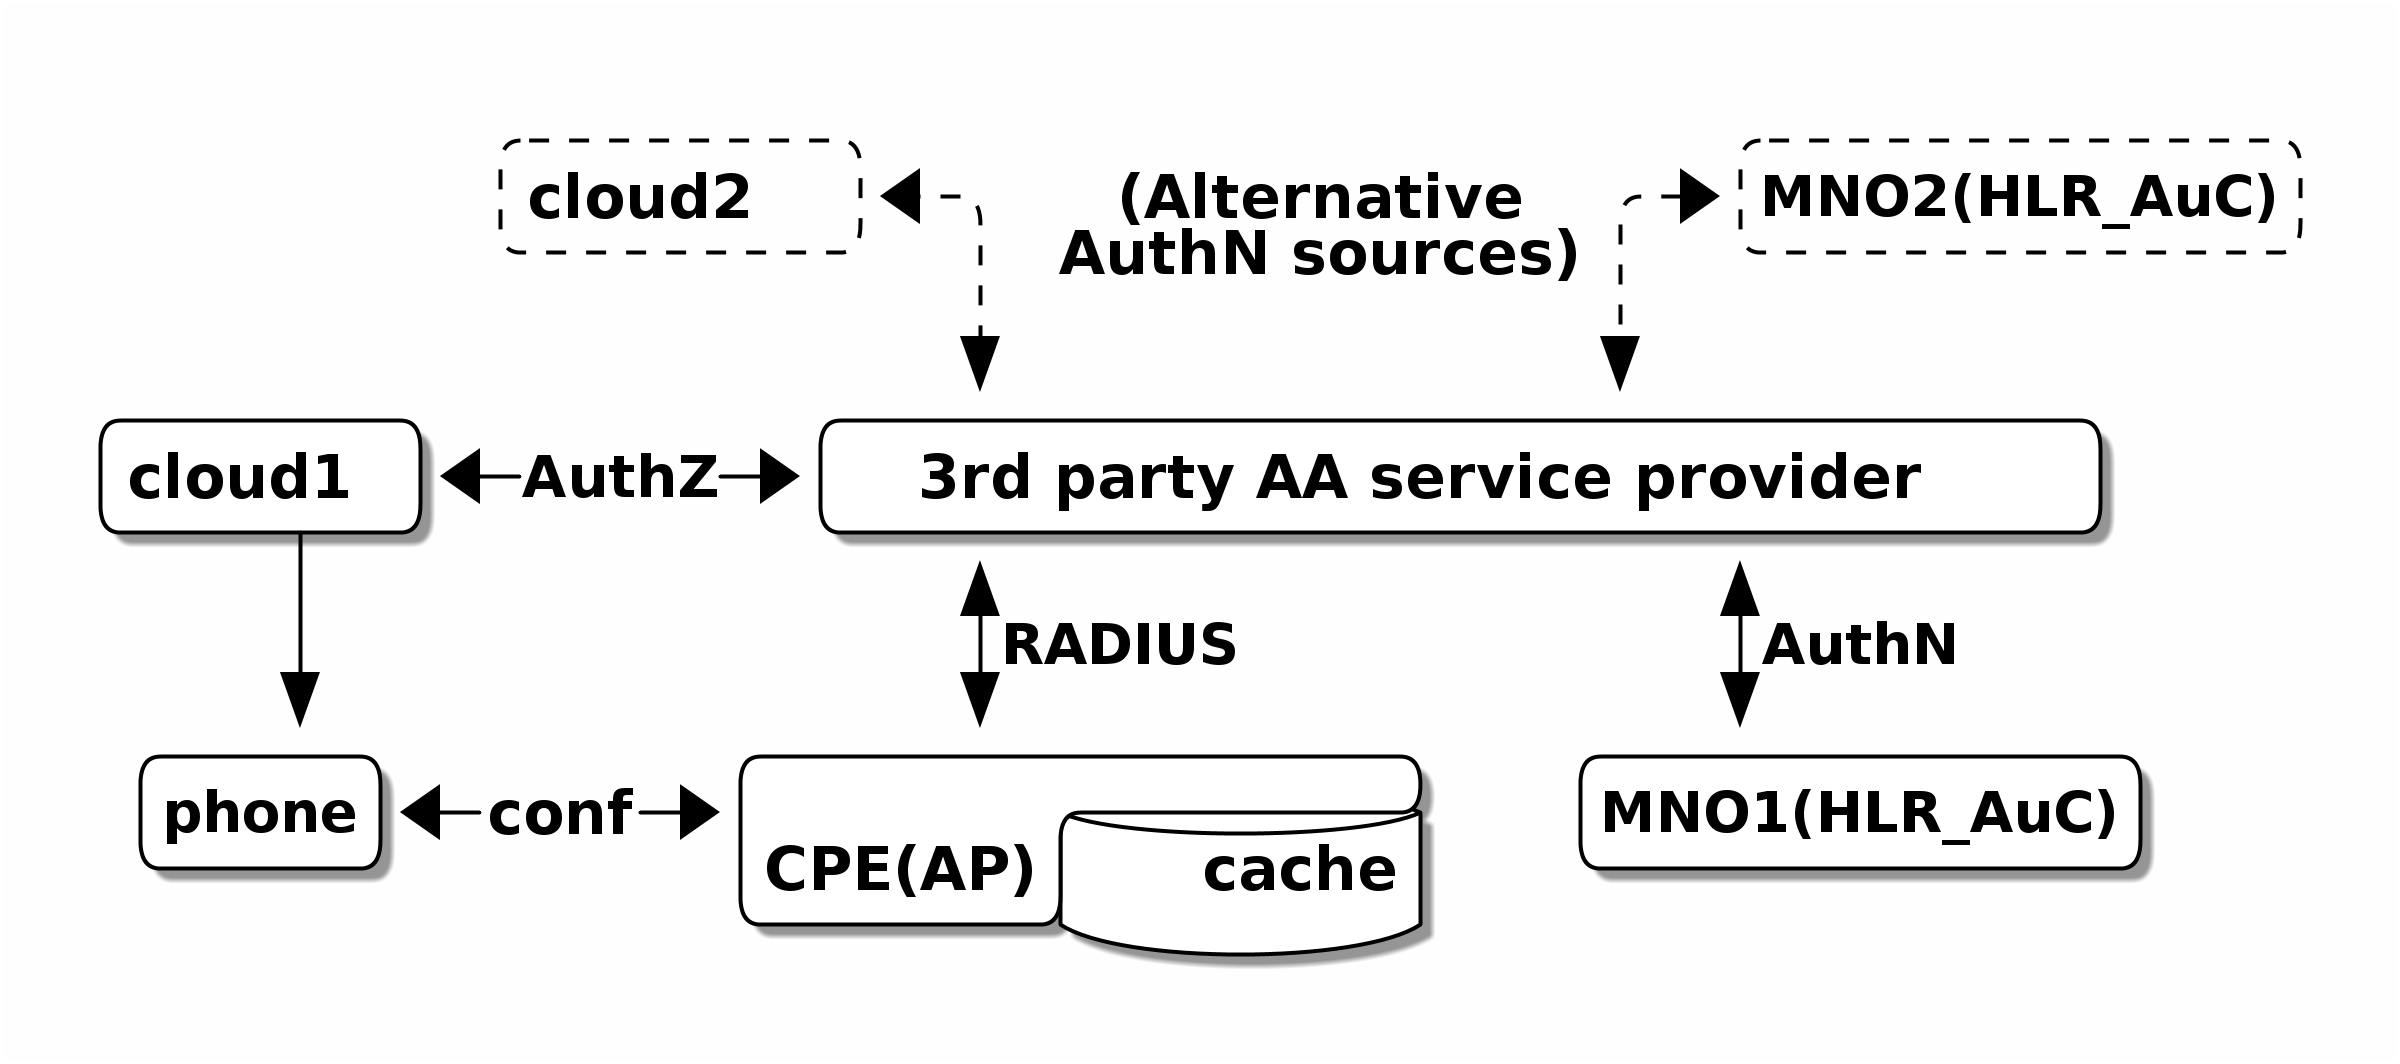 cloud2
(Alternative
AuthN sources)
MNO2(HLR_AuC)
cloud1
AuthZ
3rd party AA service provider
RADIUS
AuthN
phone
conf
CPE(AP)
cache
MNO1(HLR_AuC)